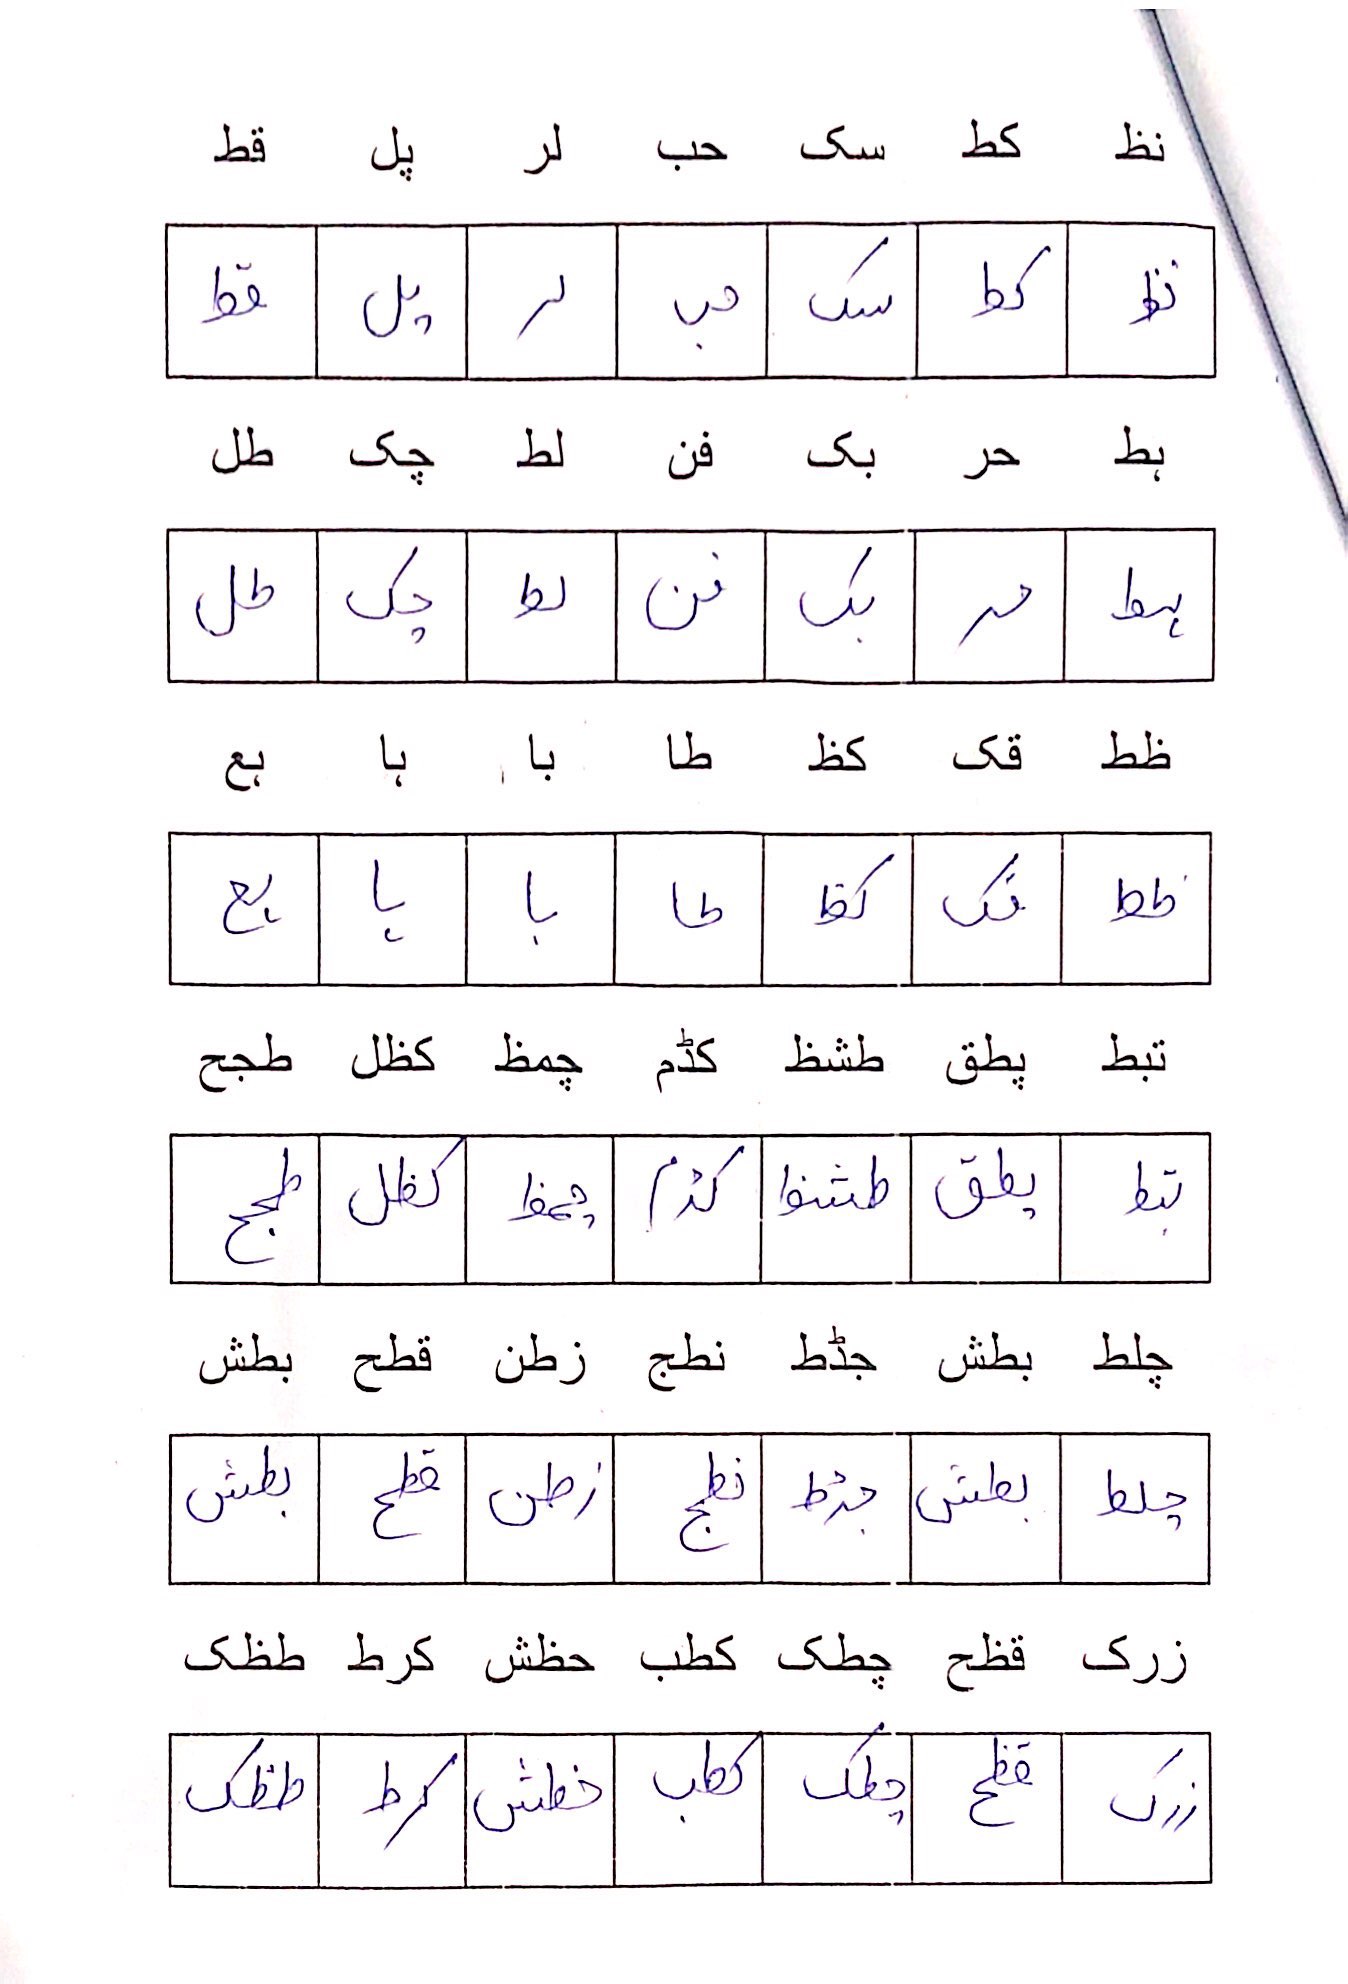 نظ کط سک حب لر پل قط
نظ کط سک حب لر پل قط
ہط حر بک فن لط چک طل
ہط حر بک فن لط چک طل
ظط قک کظ طا با ہا ہع
ظط قک کظ طا با ہا ہع
تبط پطق طشظ کڈم چمظ کظل طجح
تبط پطق طشظ کڈم چمظ کظل طجح
چلط بطش جڈط نطج زطن قطح بطش
چلط بطش جڈط نطج زطن قطح بطش
زرک قظح چطک کطب حظش کرط طظک
زرک قظح چطک کطب خطش کرط طظک